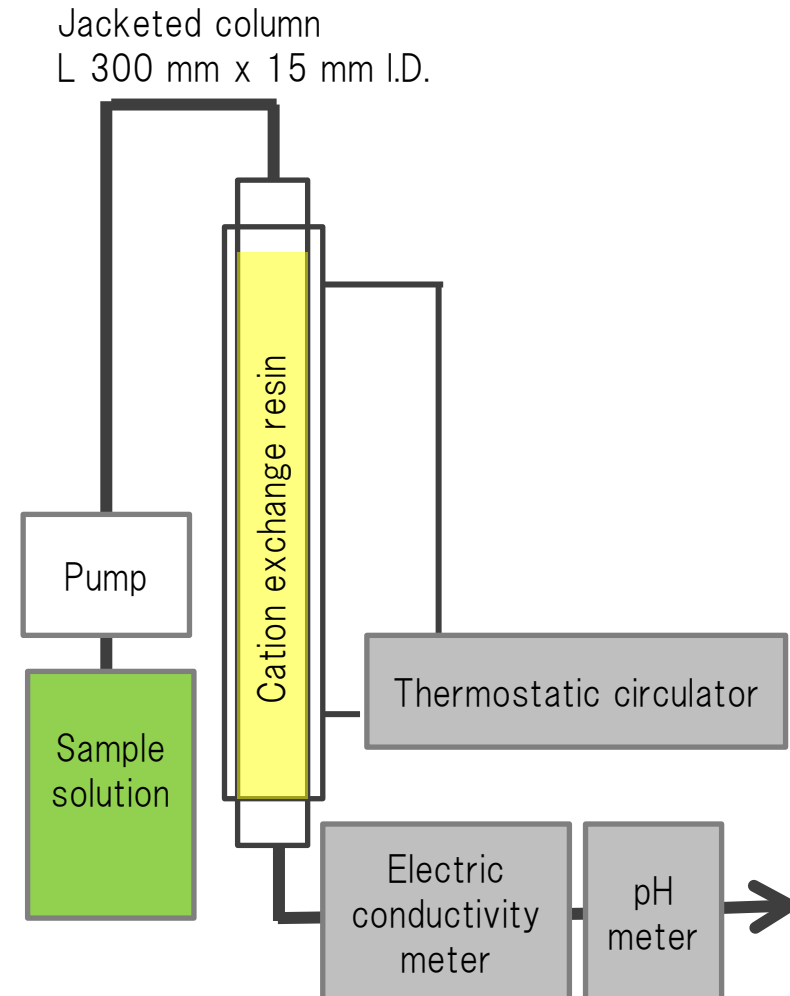 Jacketed column
L 300 mm x 15 mm I.D.
Cation exchange resin
Pump
Thermostatic circulator
Sample
solution
Electric
conductivity
meter
pH
meter